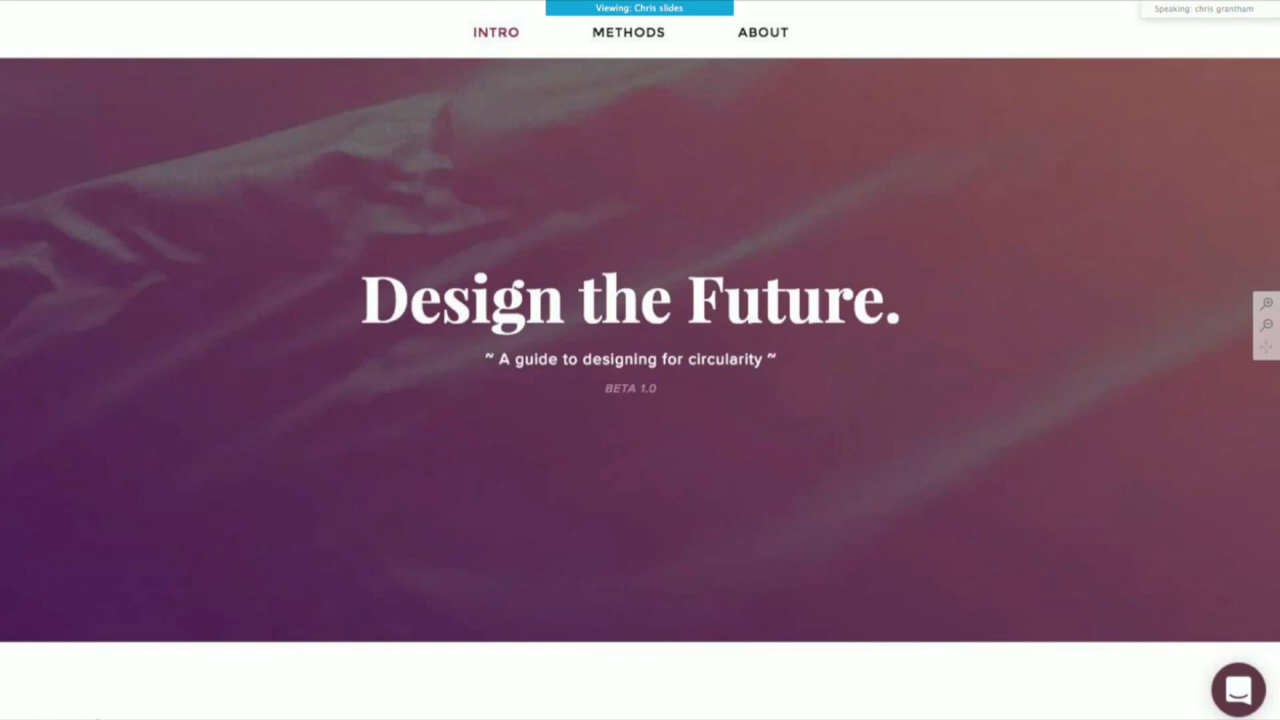 Viewing: Chris slides
Speaking: chris grantham
INTRO
METHODS
ABOUT
Design the Future.
~ A guide to designing for circularity ~
BETA 1.0